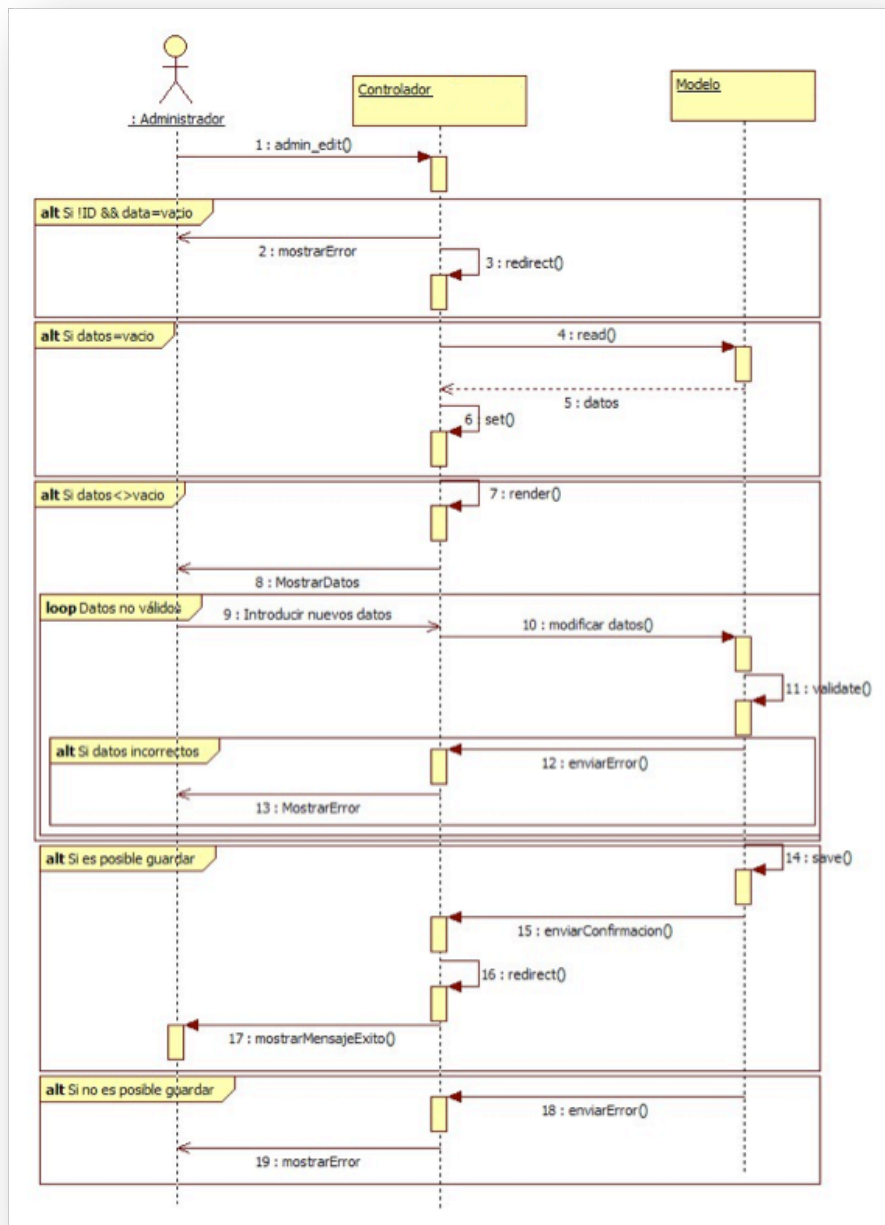 Controlador
Modelo
: Administrador
1 : admin_edit()
alt Si !ID && data=vacio
2 : mostrarError
3 : redirect()
alt Si datos=vacio
4 : read()
5 : datos
6 : set()
alt Si datos<>vacio
7 : render()
8 : MostrarDatos
loop Datos no válidos
9 : Introducir nuevos datos
10 : modificar datos()
11 : validate()
alt Si datos incorrectos
12 : enviarError()
13 : MostrarError
alt Si es posible guardar
14 : save()
15 : enviarConfirmacion()
16 : redirect()
17 : mostrarMensajeExito()
alt Si no es posible guardar
18 : enviarError()
19 : mostrarError